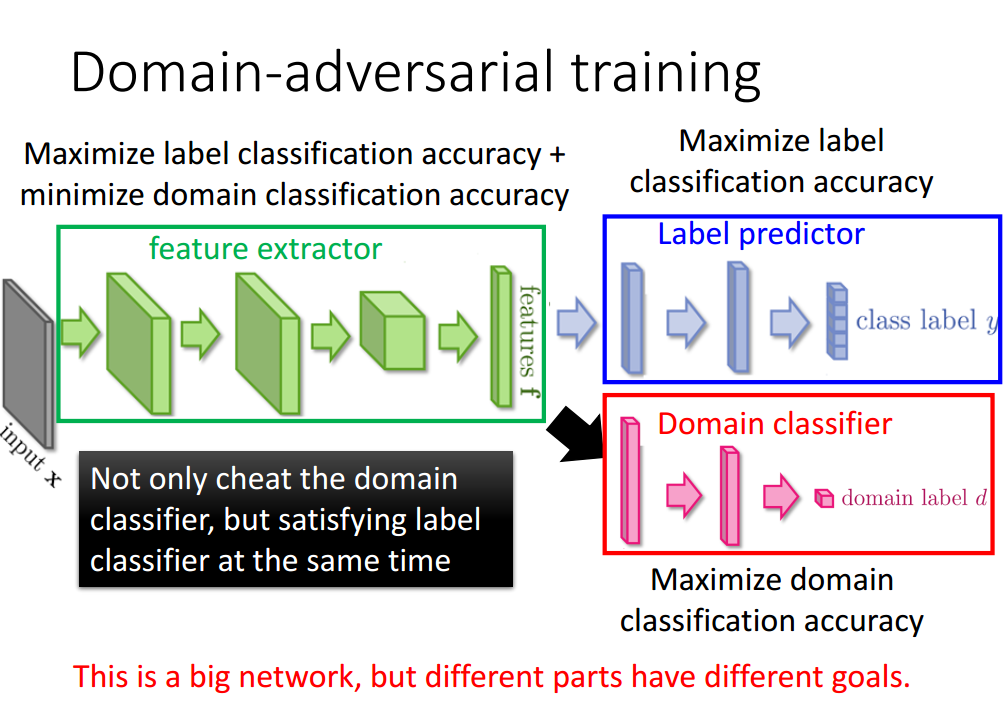 Domain-adversarial training
Maximize label classification accuracy +
minimize domain classification accuracy
Maximize label
classification accuracy
feature extractor
Label predictor
input x
features f
class label y
Domain classifier
domain label d
Not only cheat the domain
classifier, but satisfying label
classifier at the same time
Maximize domain
classification accuracy
This is a big network, but different parts have different goals.